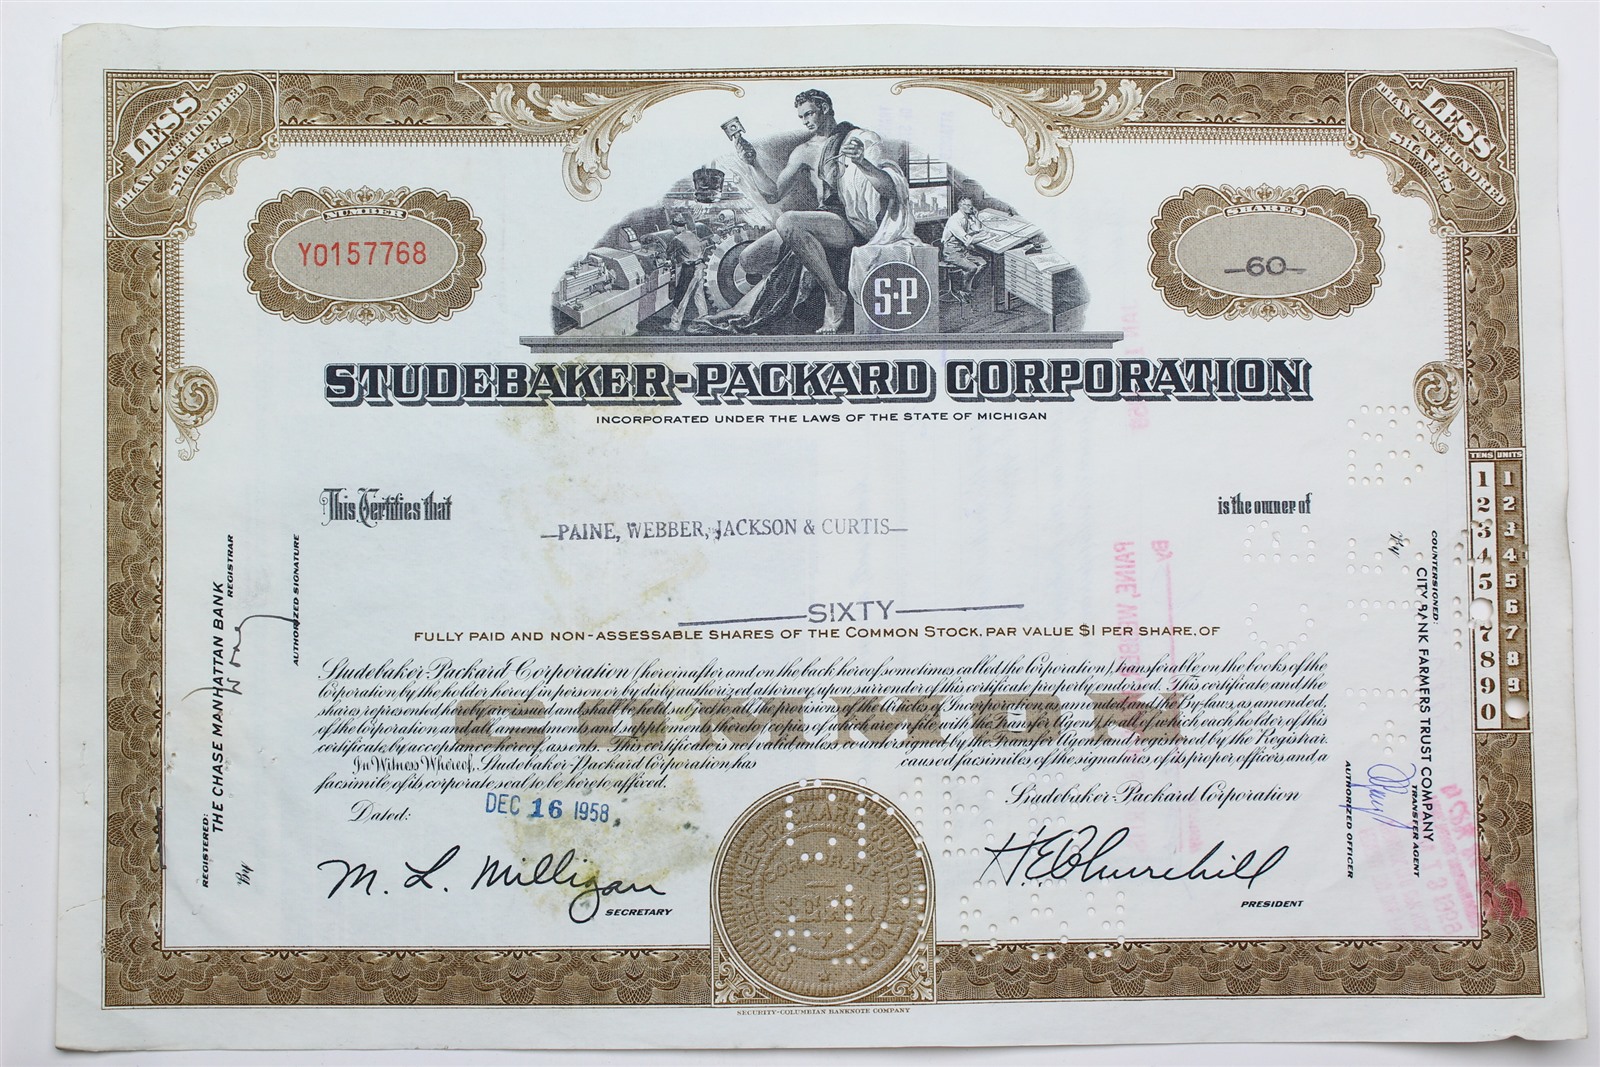 LESS
THAN ONE HUNDRED
SHARES
LESS
THAN ONE HUNDRED
SHARES
NUMBER
Y0157768
SHARES
—60—
S·P
STUDEBAKER-PACKARD CORPORATION
INCORPORATED UNDER THE LAWS OF THE STATE OF MICHIGAN
This Certifies that
is the owner of
—PAINE, WEBBER, JACKSON & CURTIS—
—SIXTY—
FULLY PAID AND NON-ASSESSABLE SHARES OF THE COMMON STOCK, PAR VALUE $1 PER SHARE, OF
Studebaker-Packard Corporation (hereinafter and on the back hereof sometimes called the Corporation), transferable on the books of the
Corporation by the holder hereof in person or by duly authorized attorney, upon surrender of this certificate properly endorsed. This certificate and the
shares represented hereby are issued and shall be held subject to all the provisions of the Articles of Incorporation, as amended, and the By-laws, as amended,
of the Corporation and all amendments and supplements thereto (copies of which are on file with the Transfer Agent) to all of which each holder of this
certificate, by acceptance hereof, assents. This certificate is not valid unless countersigned by the Transfer Agent and registered by the Registrar.
In Witness Whereof, Studebaker-Packard Corporation has caused facsimiles of the signatures of its proper officers and a
facsimile of its corporate seal to be hereto affixed.
COMMON
Dated:
DEC 16 1958
Studebaker-Packard Corporation
M. L. Milligan
SECRETARY
H E Churchill
PRESIDENT
STUDEBAKER-PACKARD CORPORATION
CORPORATE
SECURITY-COLUMBIAN BANKNOTE COMPANY
REGISTERED:
THE CHASE MANHATTAN BANK
REGISTRAR
By
AUTHORIZED SIGNATURE
COUNTERSIGNED:
CITY BANK FARMERS TRUST COMPANY
TRANSFER AGENT
By
AUTHORIZED OFFICER
TENS UNITS
1 1
2 2
3 3
4 4
5 5
6
7 7
8 8
9 9
0